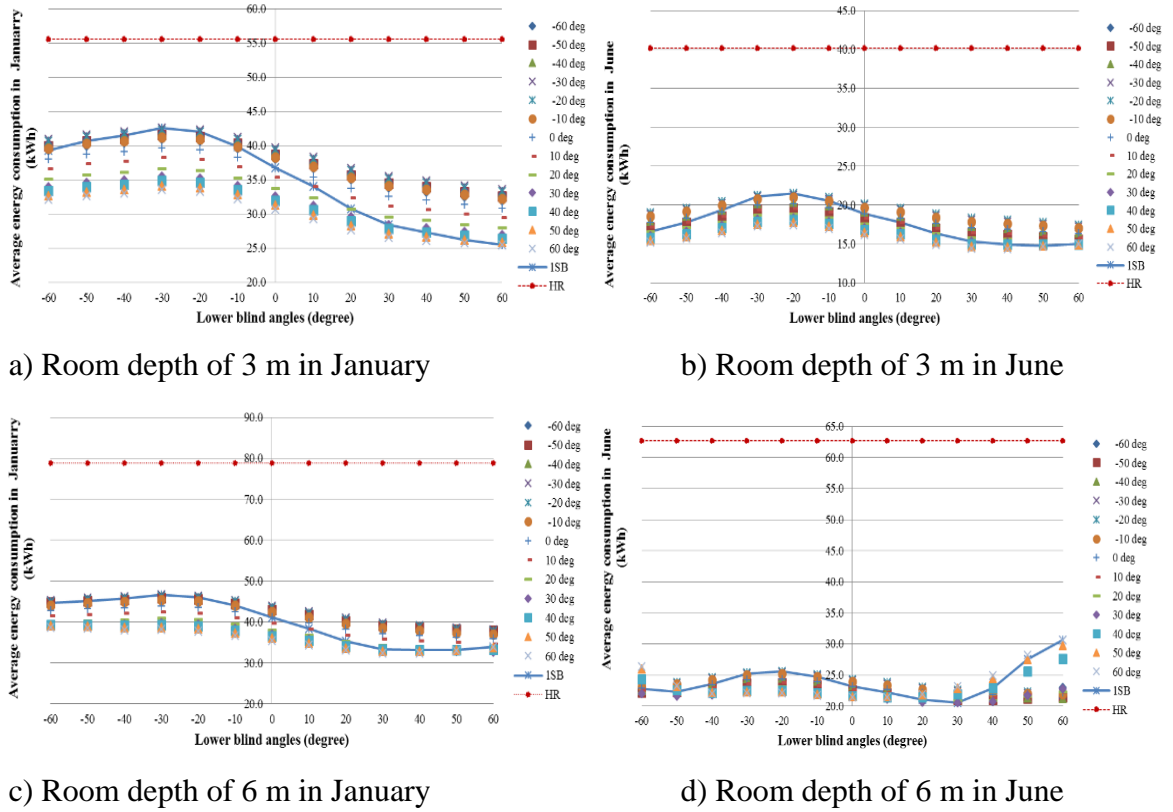 60.0
55.0
50.0
45.0
40.0
35.0
30.0
25.0
20.0
-60 -50 -40 -30 -20 -10 0 10 20 30 40 50 60
Lower blind angles (degree)
Average energy consumption in Januarry
(kWh)
-60 deg
-50 deg
-40 deg
-30 deg
-20 deg
-10 deg
0 deg
10 deg
20 deg
30 deg
40 deg
50 deg
60 deg
1SB
HR
a) Room depth of 3 m in January
45.0
40.0
35.0
30.0
25.0
20.0
15.0
10.0
-60 -50 -40 -30 -20 -10 0 10 20 30 40 50 60
Lower blind angles (degree)
Average energy consumption in June
(kWh)
-60 deg
-50 deg
-40 deg
-30 deg
-20 deg
-10 deg
0 deg
10 deg
20 deg
30 deg
40 deg
50 deg
60 deg
1SB
HR
b) Room depth of 3 m in June
90.0
80.0
70.0
60.0
50.0
40.0
30.0
20.0
-60 -50 -40 -30 -20 -10 0 10 20 30 40 50 60
Lower blind angles (degree)
Average energy consumption in Januarry
(kWh)
-60 deg
-50 deg
-40 deg
-30 deg
-20 deg
-10 deg
0 deg
10 deg
20 deg
30 deg
40 deg
50 deg
60 deg
1SB
HR
c) Room depth of 6 m in January
65.0
60.0
55.0
50.0
45.0
40.0
35.0
30.0
25.0
20.0
-60 -50 -40 -30 -20 -10 0 10 20 30 40 50 60
Lower blind angles (degree)
Average energy consumption in June
(kWh)
-60 deg
-50 deg
-40 deg
-30 deg
-20 deg
-10 deg
0 deg
10 deg
20 deg
30 deg
40 deg
50 deg
60 deg
1SB
HR
d) Room depth of 6 m in June